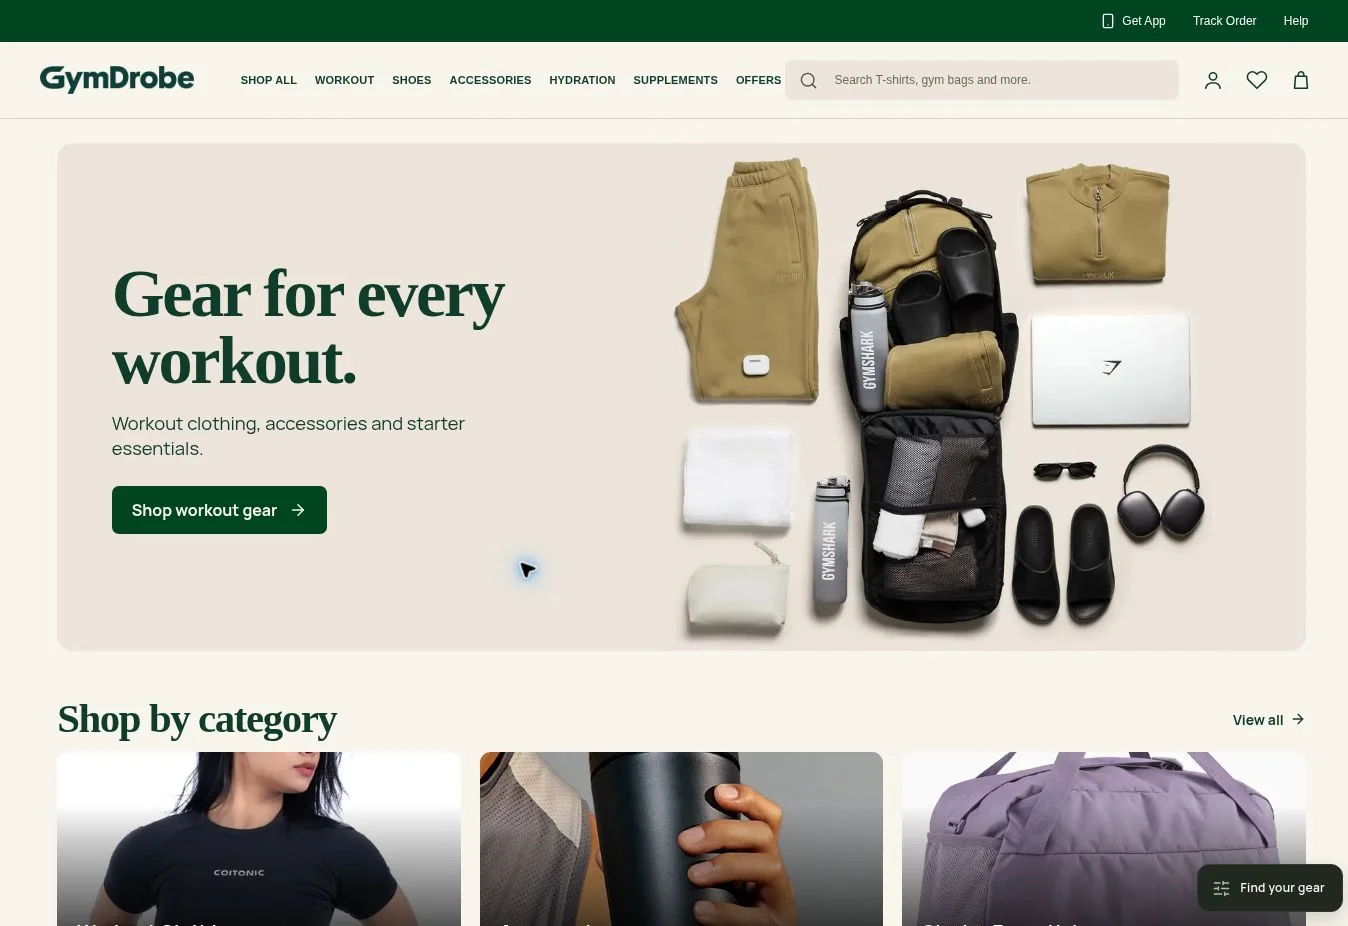 Get App
Track Order
Help
GymDrobe
SHOP ALL
WORKOUT
SHOES
ACCESSORIES
HYDRATION
SUPPLEMENTS
OFFERS
Search T-shirts, gym bags and more.
Gear for every
workout.
Workout clothing, accessories and starter
essentials.
Shop workout gear
GYMSHARK
GYMSHARK
Shop by category
View all
COITONIC
Find your gear